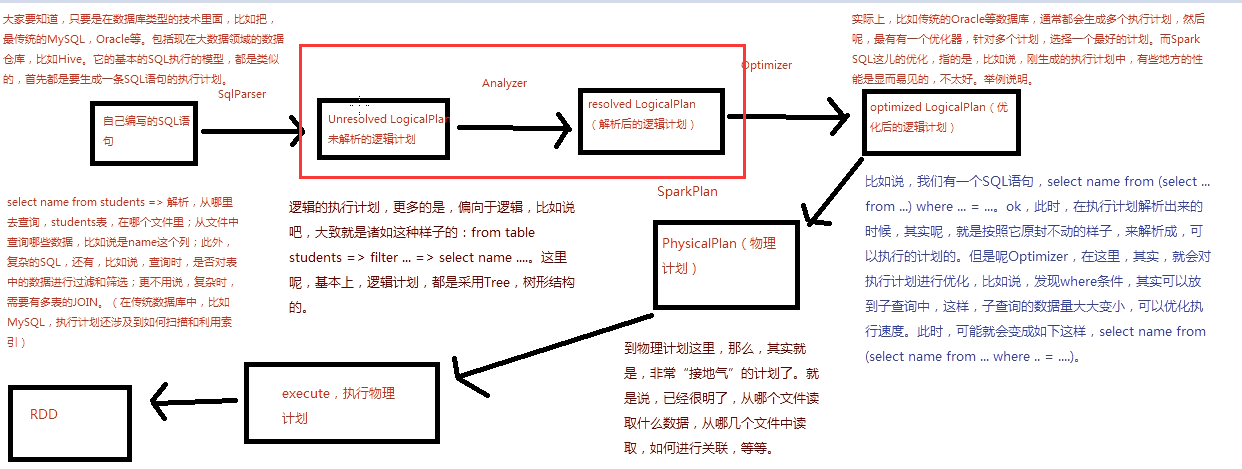 大家要知道，只要是在数据库类型的技术里面，比如把，
最传统的MySQL，Oracle等。包括现在大数据领域的数据
仓库，比如Hive。它的基本的SQL执行的模型，都是类似
的，首先都是要生成一条SQL语句的执行计划。
实际上，比如传统的Oracle等数据库，通常都会生成多个执行计划，然后
呢，最有有一个优化器，针对多个计划，选择一个最好的计划。而Spark
SQL这儿的优化，指的是，比如说，刚生成的执行计划中，有些地方的性
能是显而易见的，不太好。举例说明。
SqlParser
Analyzer
Optimizer
自己编写的SQL语
句
Unresolved LogicalPlan
未解析的逻辑计划
resolved LogicalPlan
（解析后的逻辑计划）
optimized LogicalPlan（优
化后的逻辑计划）
select name from students => 解析，从哪里
去查询，students表，在哪个文件里；从文件中
查询哪些数据，比如说是name这个列；此外，
复杂的SQL，还有，比如说，查询时，是否对表
中的数据进行过滤和筛选；更不用说，复杂时，
需要有多表的JOIN。（在传统数据库中，比如
MySQL，执行计划还涉及到如何扫描和利用索
引）
逻辑的执行计划，更多的是，偏向于逻辑，比如说
吧，大致就是诸如这种样子的：from table
students => filter ... => select name ....。这里
呢，基本上，逻辑计划，都是采用Tree，树形结构
的。
SparkPlan
PhysicalPlan（物理
计划）
比如说，我们有一个SQL语句，select name from (select ...
from ...) where ... = ...。ok，此时，在执行计划解析出来的
时候，其实呢，就是按照它原封不动的样子，来解析成，可
以执行的计划的。但是呢Optimizer，在这里，其实，就会对
执行计划进行优化，比如说，发现where条件，其实可以放
到子查询中，这样，子查询的数据量大大变小，可以优化执
行速度。此时，可能就会变成如下这样，select name from
(select name from ... where .. = ....)。
到物理计划这里，那么，其实就
是，非常“接地气”的计划了。就
是说，已经很明了，从哪个文件读
取什么数据，从哪几个文件中读
取，如何进行关联，等等。
execute，执行物理
计划
RDD